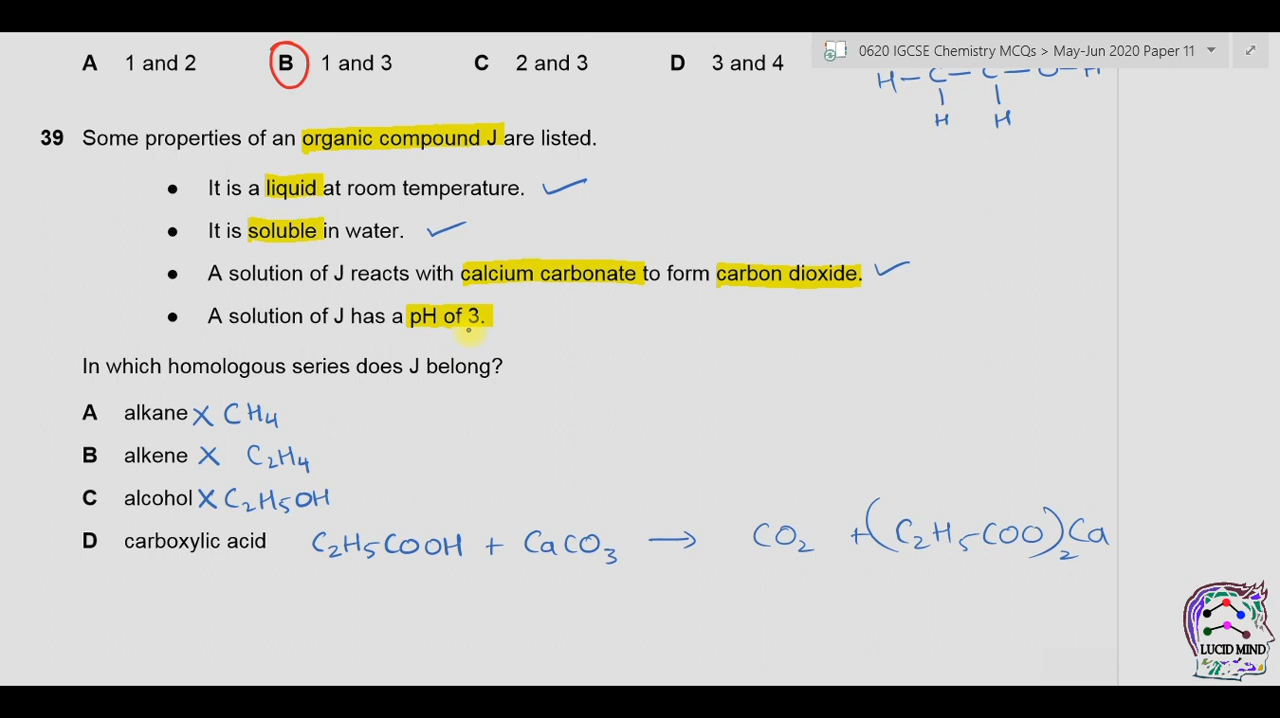 A 1 and 2 B 1 and 3 C 2 and 3 D 3 and 4
0620 IGCSE Chemistry MCQs > May-Jun 2020 Paper 11
H—C—C—O—H
H H
39 Some properties of an organic compound J are listed.
• It is a liquid at room temperature. ✓
• It is soluble in water. ✓
• A solution of J reacts with calcium carbonate to form carbon dioxide. ✓
• A solution of J has a pH of 3.
In which homologous series does J belong?
A alkane X CH4
B alkene X C2H4
C alcohol X C2H5OH
D carboxylic acid C2H5COOH + CaCO3 → CO2 + (C2H5COO)2Ca
LUCID MIND